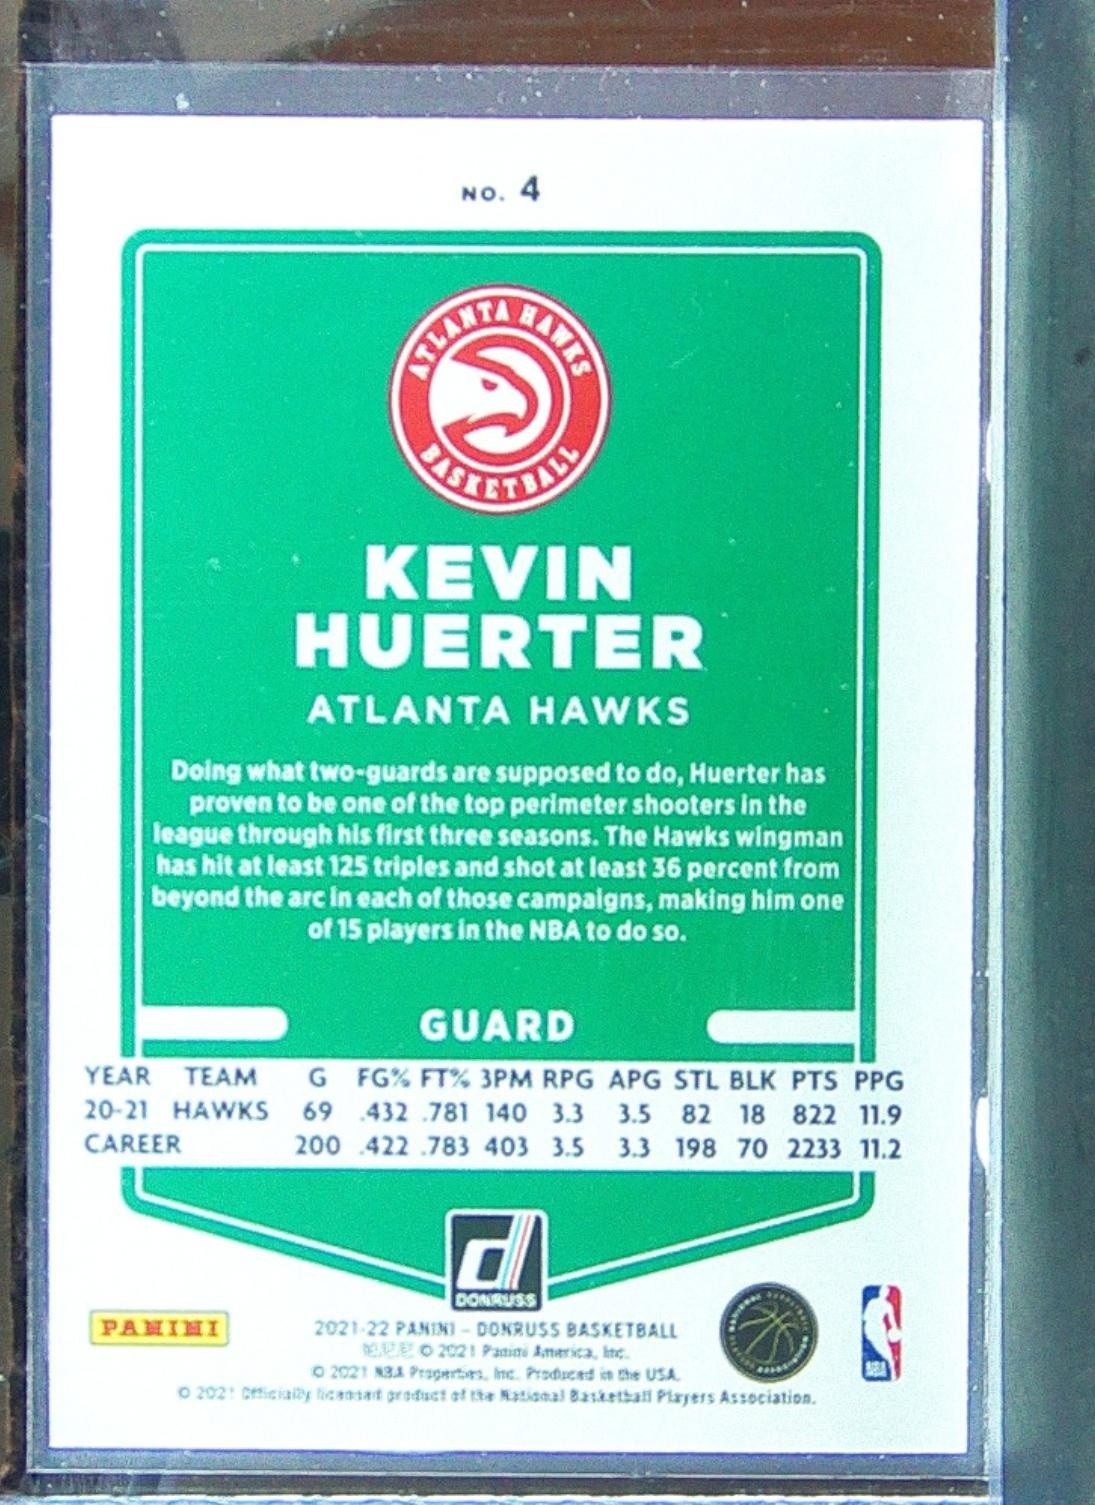 NO. 4
ATLANTA HAWKS
BASKETBALL
KEVIN
HUERTER
ATLANTA HAWKS
Doing what two-guards are supposed to do, Huerter has
proven to be one of the top perimeter shooters in the
league through his first three seasons. The Hawks wingman
has hit at least 125 triples and shot at least 36 percent from
beyond the arc in each of those campaigns, making him one
of 15 players in the NBA to do so.
GUARD
YEAR TEAM G FG% FT% 3PM RPG APG STL BLK PTS PPG
20-21 HAWKS 69 .432 .781 140 3.3 3.5 82 18 822 11.9
CAREER 200 .422 .783 403 3.5 3.3 198 70 2233 11.2
d
DONRUSS
PANINI
2021-22 PANINI - DONRUSS BASKETBALL
帕尼尼 © 2021 Panini America, Inc.
© 2021 NBA Properties, Inc. Produced in the USA.
© 2021 Officially licensed product of the National Basketball Players Association.
NBA